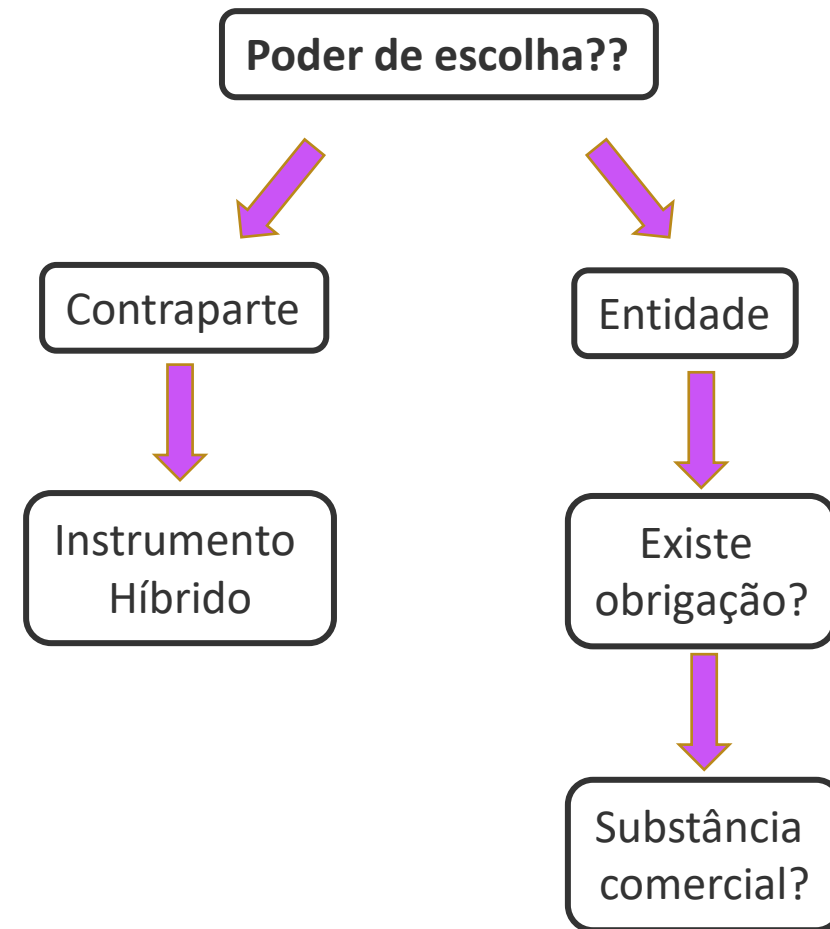 Poder de escolha??
Contraparte
Entidade
Instrumento
Híbrido
Existe
obrigação?
Substância
comercial?